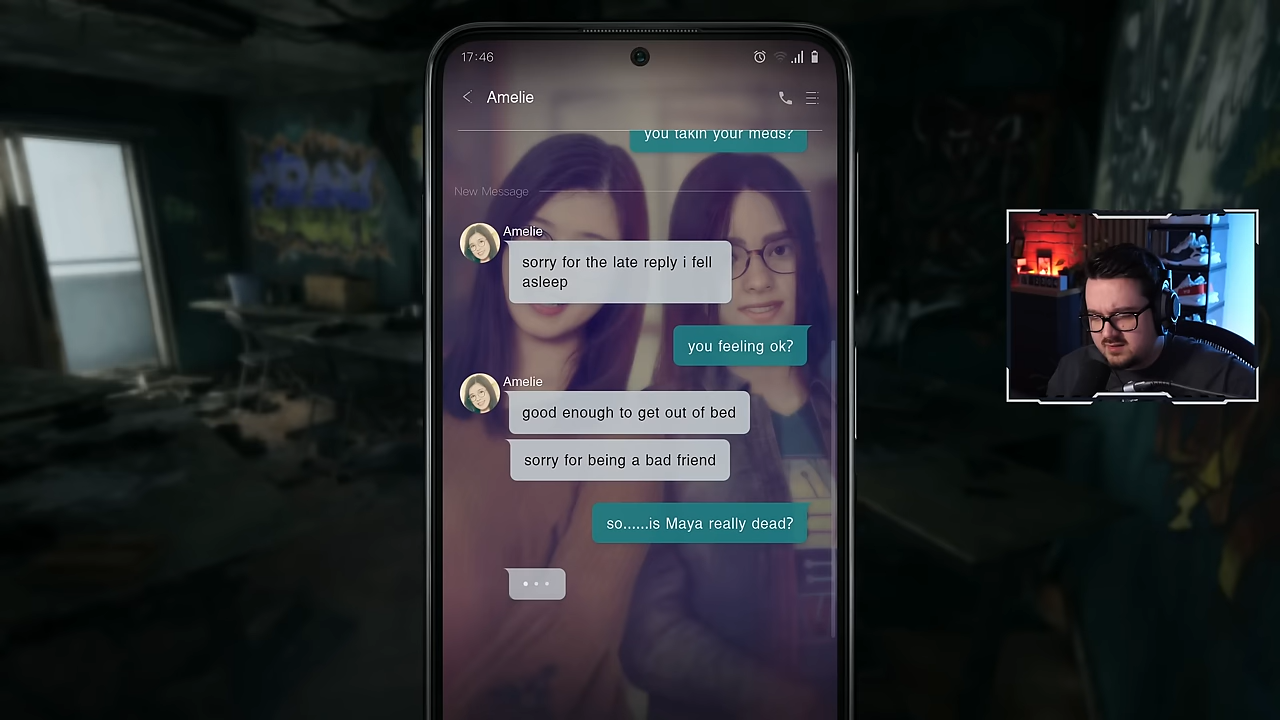 17:46
Amelie
you takin your meds?
New Message
Amelie
sorry for the late reply i fell
asleep
you feeling ok?
Amelie
good enough to get out of bed
sorry for being a bad friend
so......is Maya really dead?